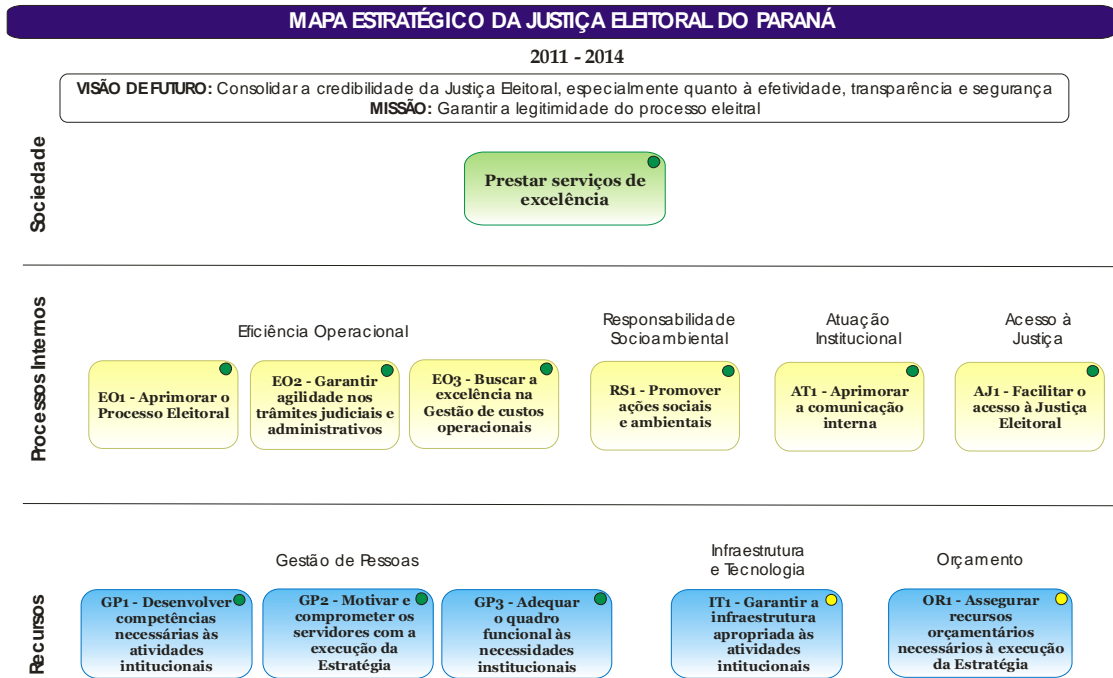 MAPA ESTRATÉGICO DA JUSTIÇA ELEITORAL DO PARANÁ
2011 - 2014
VISÃO DE FUTURO: Consolidar a credibilidade da Justiça Eleitoral, especialmente quanto à efetividade, transparência e segurança
MISSÃO: Garantir a legitimidade do processo eleitral
Sociedade
Prestar serviços de
excelência
Processos Internos
Eficiência Operacional
EO1 - Aprimorar o
Processo Eleitoral
EO2 - Garantir
agilidade nos
trâmites judiciais e
administrativos
EO3 - Buscar a
excelência na
Gestão de custos
operacionais
Responsabilidade
Socioambiental
RS1 - Promover
ações sociais
e ambientais
Atuação
Institucional
AT1 - Aprimorar
a comunicação
interna
Acesso à
Justiça
AJ1 - Facilitar o
acesso à Justiça
Eleitoral
Recursos
Gestão de Pessoas
GP1 - Desenvolver
competências
necessárias às
atividades
intitucionais
GP2 - Motivar e
comprometer os
servidores com a
execução da
Estratégia
GP3 - Adequar
o quadro
funcional às
necessidades
institucionais
Infraestrutura
e Tecnologia
IT1 - Garantir a
infraestrutura
apropriada às
atividades
intitucionais
Orçamento
OR1 - Assegurar
recursos
orçamentários
necessários à execução
da Estratégia